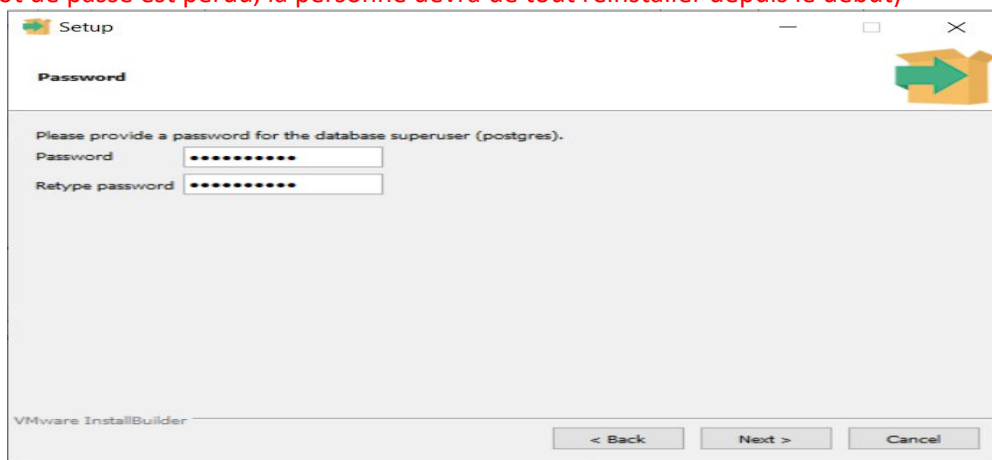 de passe est perdu, la personne devra de tout réinstaller depuis le début)
Setup
Password
Please provide a password for the database superuser (postgres).
Password ••••••••••
Retype password ••••••••••
VMware InstallBuilder
< Back Next > Cancel